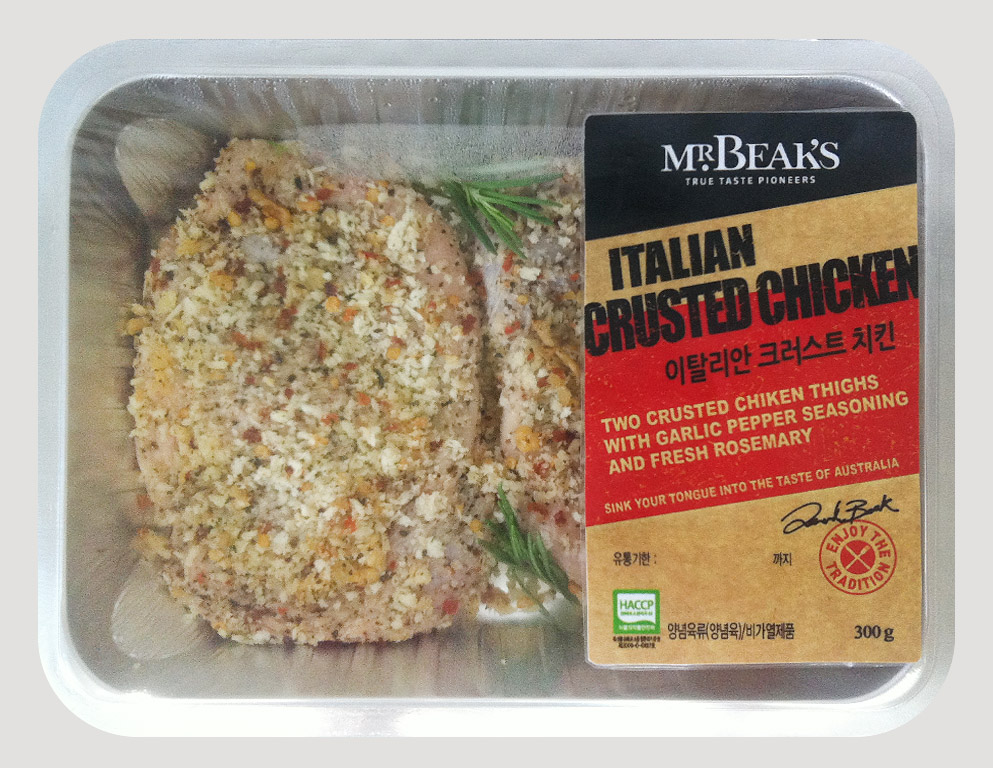 MR.BEAK'S
TRUE TASTE PIONEERS
ITALIAN
CRUSTED CHICKEN
이탈리안 크러스트 치킨
TWO CRUSTED CHIKEN THIGHS
WITH GARLIC PEPPER SEASONING
AND FRESH ROSEMARY
SINK YOUR TONGUE INTO THE TASTE OF AUSTRALIA
ENJOY THE
TRADITION
유통기한 : 까지
HACCP
양념육류(양념육)/비가열제품
300g